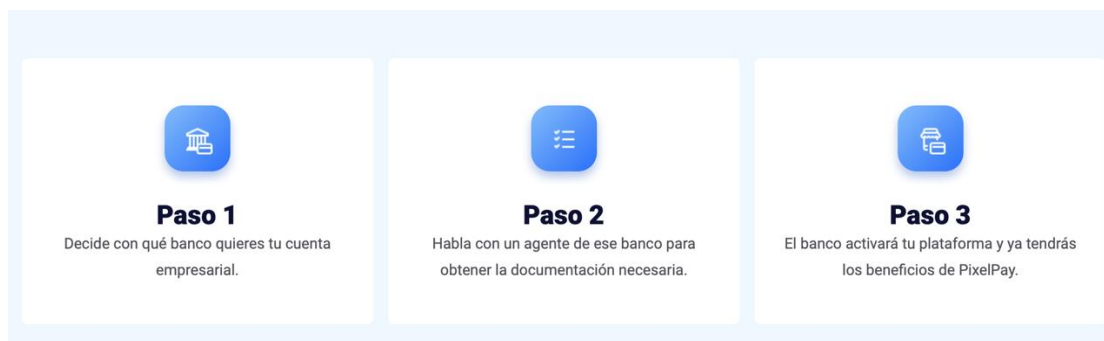 Paso 1
Decide con qué banco quieres tu cuenta
empresarial.
Paso 2
Habla con un agente de ese banco para
obtener la documentación necesaria.
Paso 3
El banco activará tu plataforma y ya tendrás
los beneficios de PixelPay.